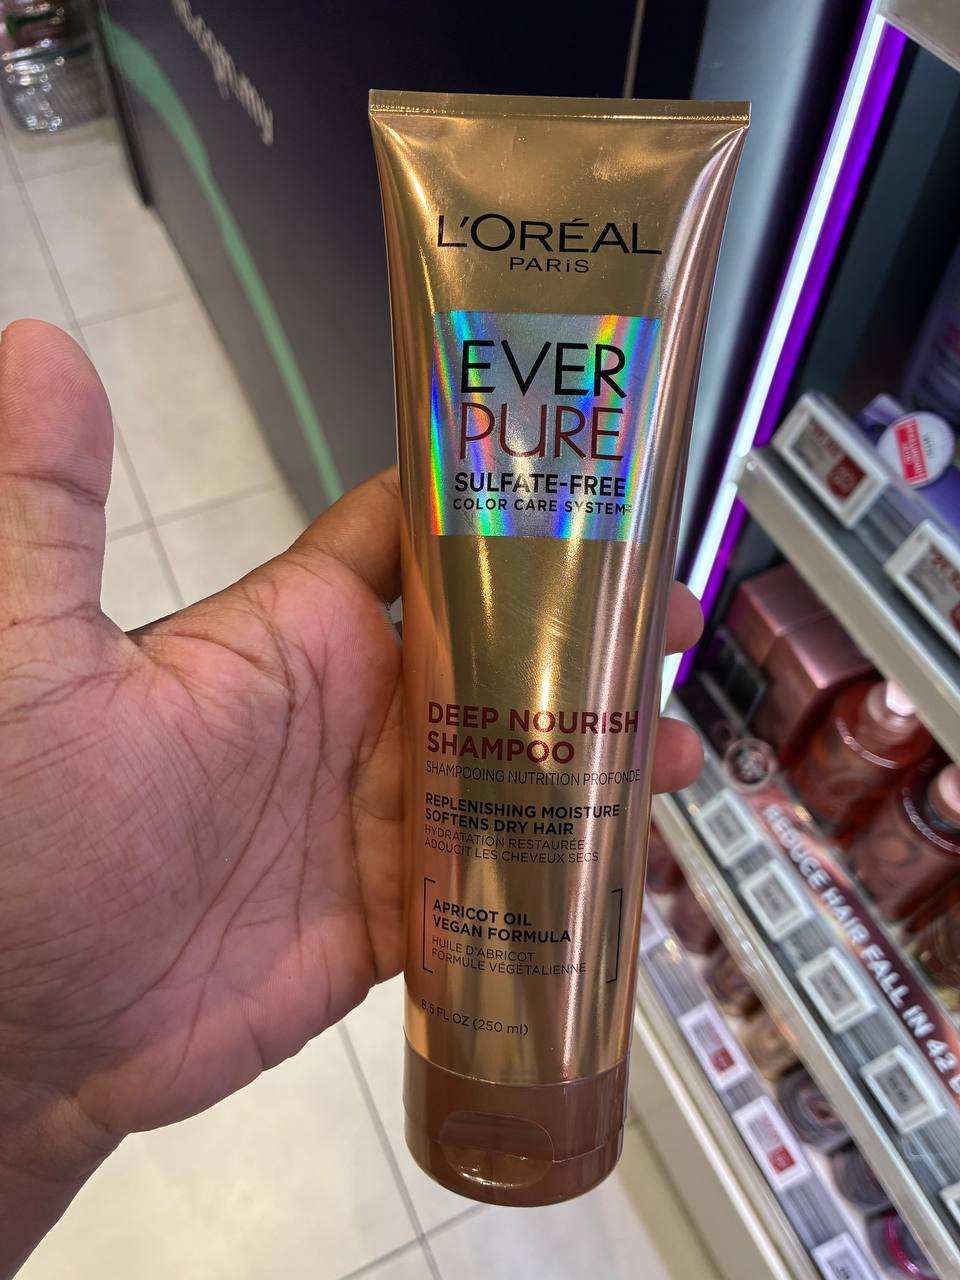 L'ORÉAL
PARiS
EVER
PURE
SULFATE-FREE
COLOR CARE SYSTEM™
DEEP NOURISH
SHAMPOO
SHAMPOOING NUTRITION PROFONDE
REPLENISHING MOISTURE
SOFTENS DRY HAIR
HYDRATATION RESTAURÉE
ADOUCIT LES CHEVEUX SECS
APRICOT OIL
VEGAN FORMULA
HUILE D'ABRICOT
FORMULE VÉGÉTALIENNE
8.5 FL OZ (250 ml)
REDUCE HAIR FALL IN 42